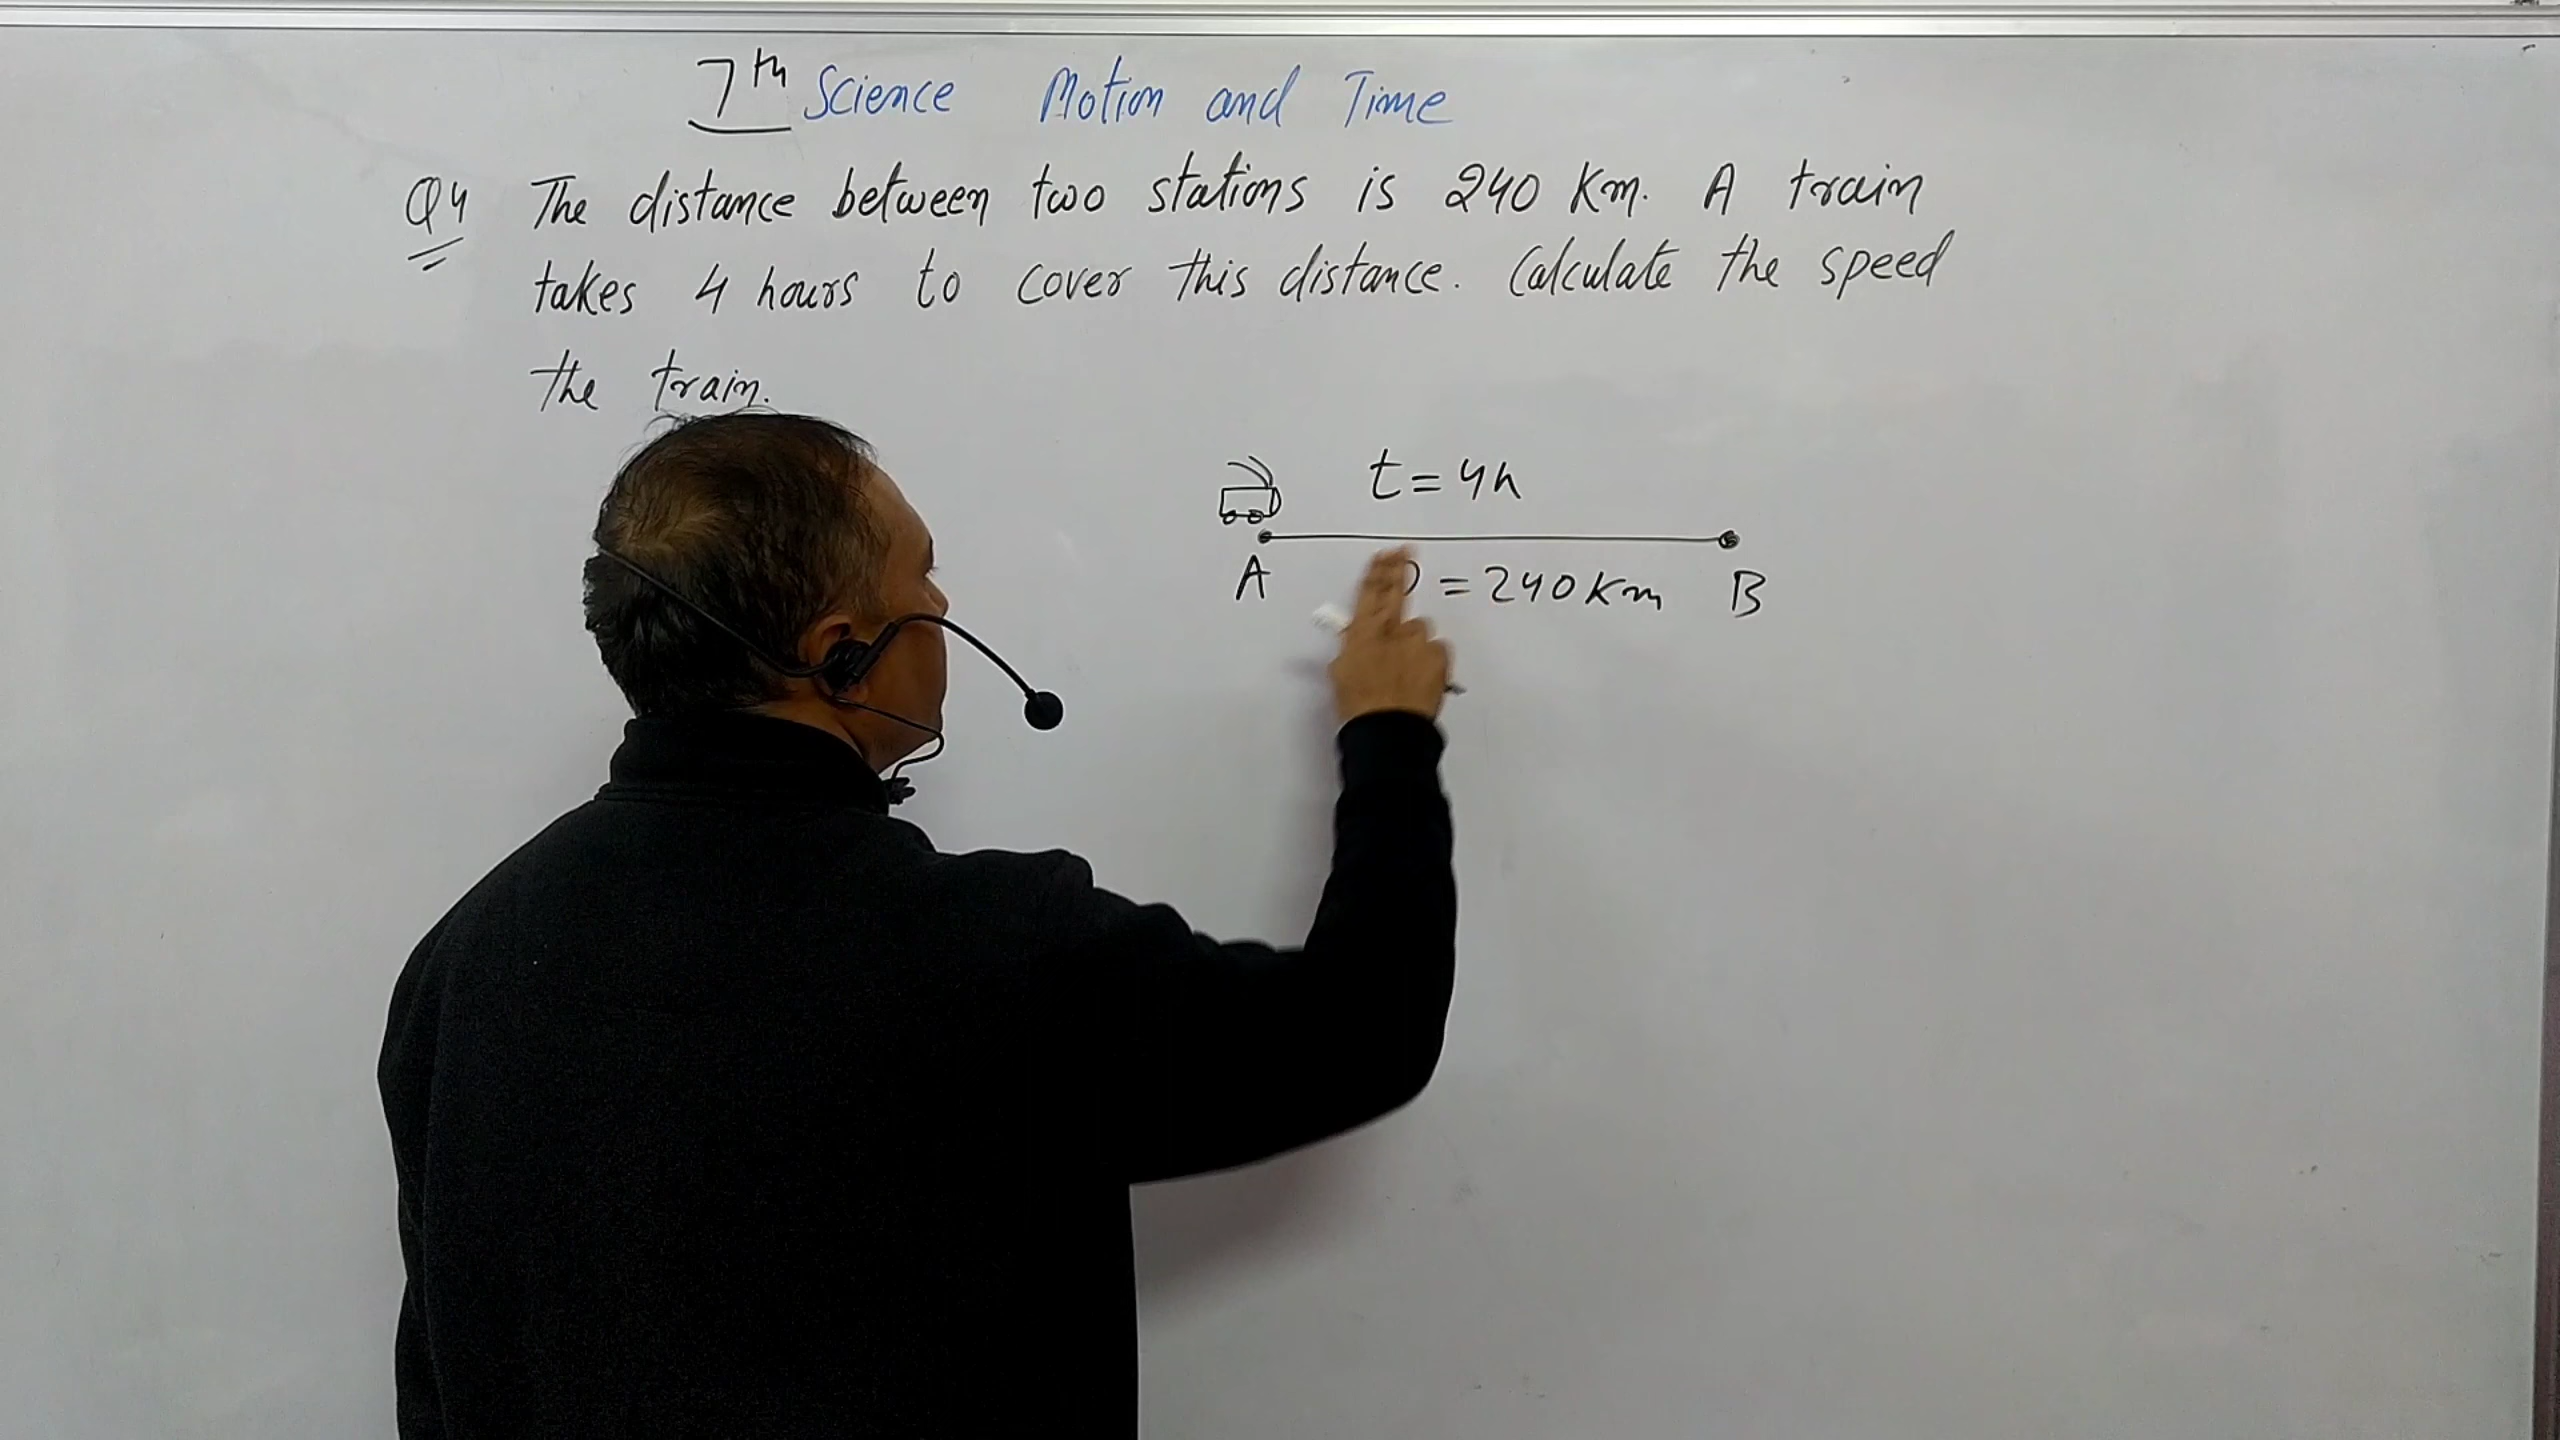 7th Science Motion and Time
Q4 The distance between two stations is 240 Km. A train
takes 4 hours to cover this distance. Calculate the speed
the train.
t = 4h
A D = 240 Km B